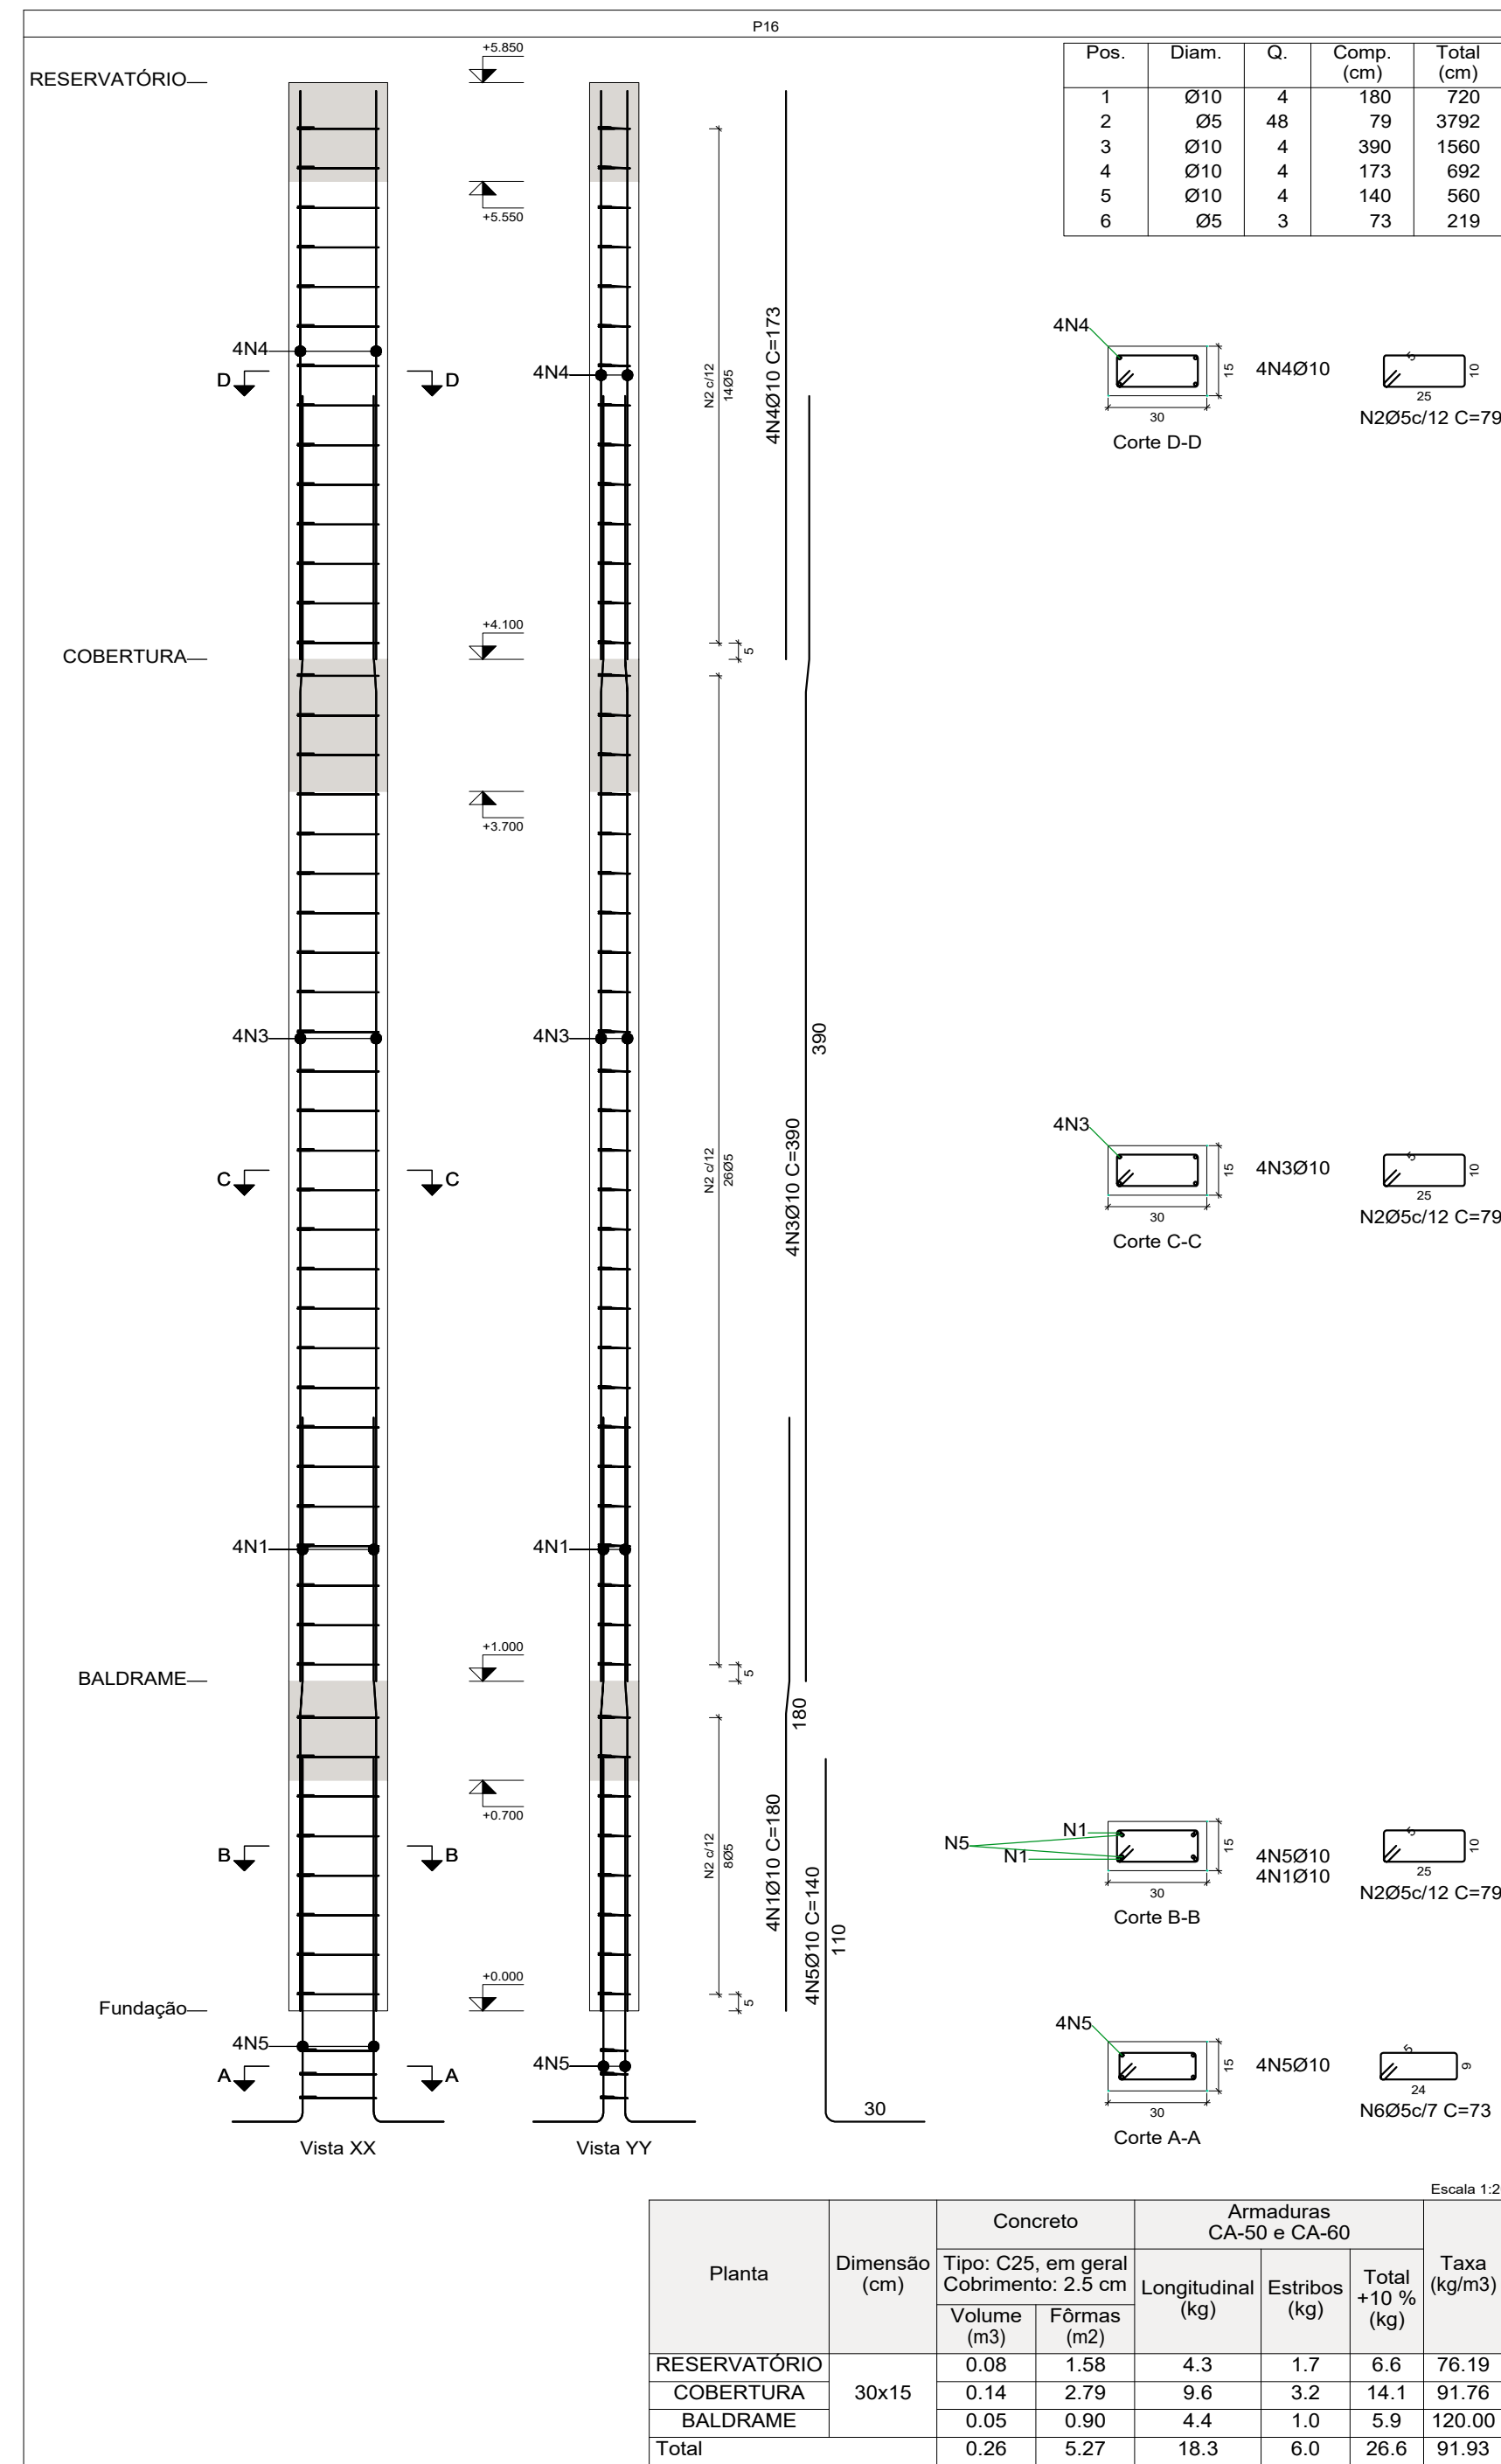 P16
Pos. Diam. Q. Comp. (cm) Total (cm)
1 Ø10 4 180 720
2 Ø5 48 79 3792
3 Ø10 4 390 1560
4 Ø10 4 173 692
5 Ø10 4 140 560
6 Ø5 3 73 219
RESERVATÓRIO
+5.850
+5.550
4N4
D D
4N4
N2 c/12
14Ø5
4N4Ø10 C=173
4N4
15
30
4N4Ø10
Corte D-D
5
10
25
N2Ø5c/12 C=79
COBERTURA
+4.100
5
+3.700
4N3
4N3
390
C C
N2 c/12
26Ø5
4N3Ø10 C=390
4N3
15
30
4N3Ø10
Corte C-C
5
10
25
N2Ø5c/12 C=79
4N1
4N1
BALDRAME
+1.000
5
180
+0.700
B B
N2 c/12
8Ø5
4N1Ø10 C=180
4N5Ø10 C=140
110
N5
N1
N1
15
30
4N5Ø10
4N1Ø10
Corte B-B
5
10
25
N2Ø5c/12 C=79
Fundação
+0.000
5
4N5
4N5
A A
30
4N5
15
30
4N5Ø10
Corte A-A
5
9
24
N6Ø5c/7 C=73
Vista XX
Vista YY
Escala 1:2
Planta
Dimensão
(cm)
Concreto
Tipo: C25, em geral
Cobrimento: 2.5 cm
Volume
(m3)
Fôrmas
(m2)
Armaduras
CA-50 e CA-60
Longitudinal
(kg)
Estribos
(kg)
Total
+10 %
(kg)
Taxa
(kg/m3)
RESERVATÓRIO 0.08 1.58 4.3 1.7 6.6 76.19
COBERTURA 30x15 0.14 2.79 9.6 3.2 14.1 91.76
BALDRAME 0.05 0.90 4.4 1.0 5.9 120.00
Total 0.26 5.27 18.3 6.0 26.6 91.93